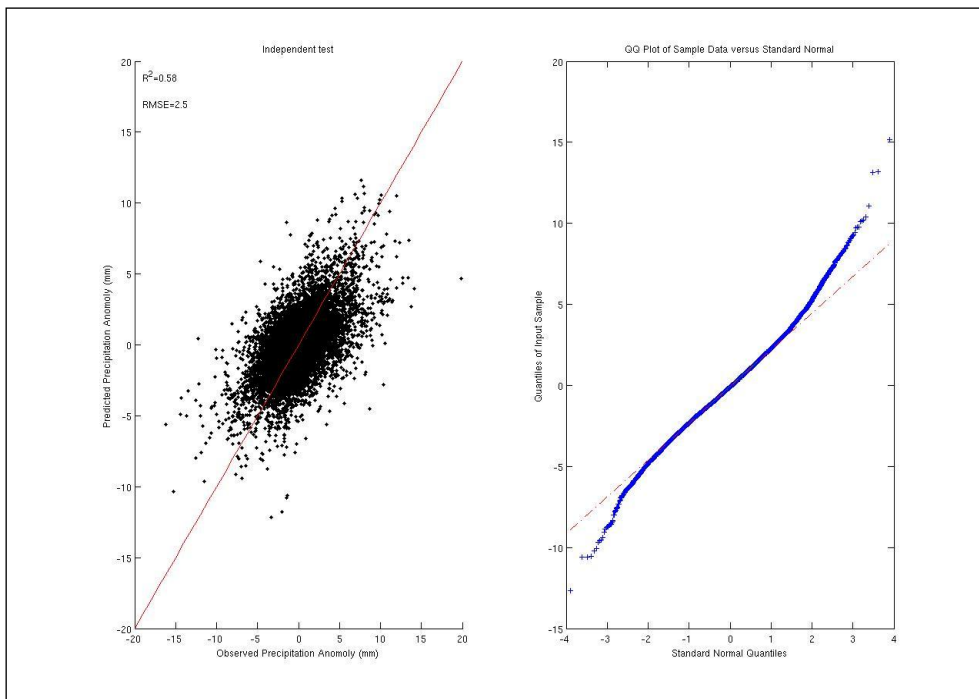 Independent test
R²=0.58
RMSE=2.5
Predicted Precipitation Anomoly (mm)
20
15
10
5
0
-5
-10
-15
-20
-20 -15 -10 -5 0 5 10 15 20
Observed Precipitation Anomoly (mm)
QQ Plot of Sample Data versus Standard Normal
Quantiles of Input Sample
20
15
10
5
0
-5
-10
-15
-4 -3 -2 -1 0 1 2 3 4
Standard Normal Quantiles